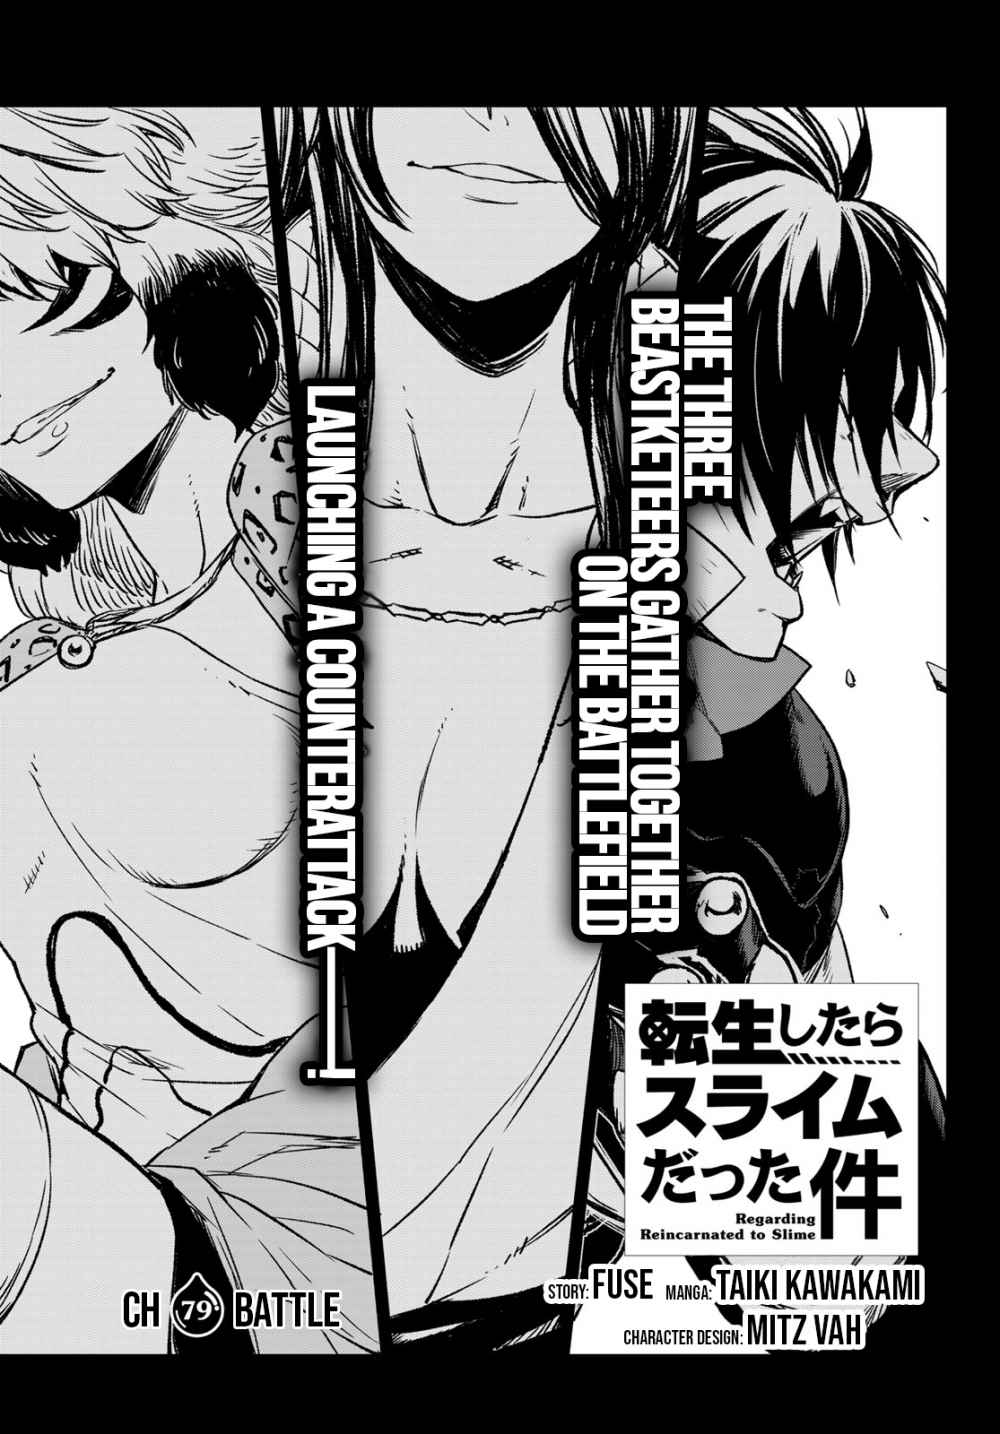 THE THREE
BEASTKETEERS GATHER TOGETHER
ON THE BATTLEFIELD
LAUNCHING A COUNTERATTACK――!
転生したら
スライム
だった件
Regarding
Reincarnated to Slime
STORY: FUSE MANGA: TAIKI KAWAKAMI
CHARACTER DESIGN: MITZ VAH
CH 79 BATTLE